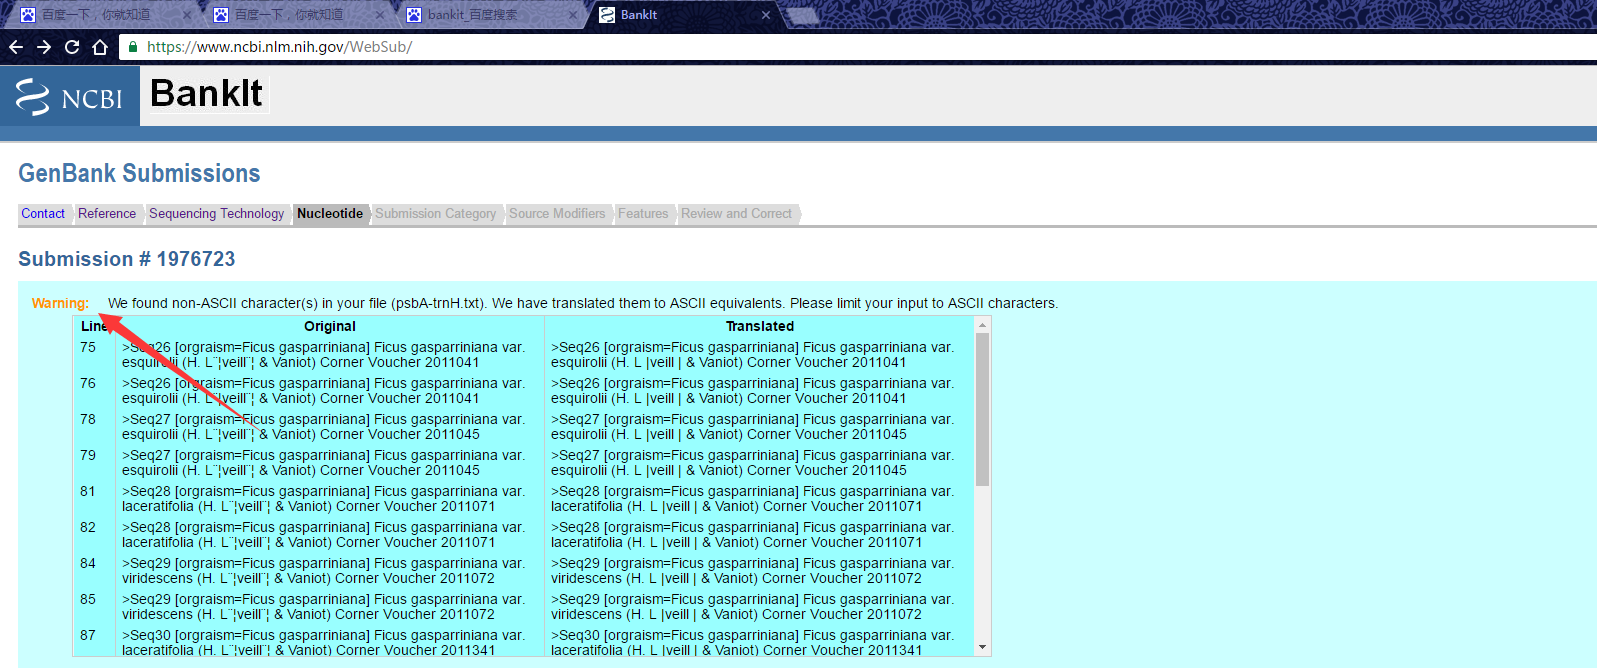 百度一下，你就知道
百度一下，你就知道
bankit_百度搜索
BankIt
https://www.ncbi.nlm.nih.gov/WebSub/
NCBI
BankIt
GenBank Submissions
Contact Reference Sequencing Technology Nucleotide Submission Category Source Modifiers Features Review and Correct
Submission # 1976723
Warning: We found non-ASCII character(s) in your file (psbA-trnH.txt). We have translated them to ASCII equivalents. Please limit your input to ASCII characters.
Line Original Translated
75 >Seq26 [orgraism=Ficus gasparriniana] Ficus gasparriniana var. >Seq26 [orgraism=Ficus gasparriniana] Ficus gasparriniana var.
esquirolii (H. L¨¦veill¨¦ & Vaniot) Corner Voucher 2011041 esquirolii (H. L |veill | & Vaniot) Corner Voucher 2011041
76 >Seq26 [orgraism=Ficus gasparriniana] Ficus gasparriniana var. >Seq26 [orgraism=Ficus gasparriniana] Ficus gasparriniana var.
esquirolii (H. L¨¦veill¨¦ & Vaniot) Corner Voucher 2011041 esquirolii (H. L |veill | & Vaniot) Corner Voucher 2011041
78 >Seq27 [orgraism=Ficus gasparriniana] Ficus gasparriniana var. >Seq27 [orgraism=Ficus gasparriniana] Ficus gasparriniana var.
esquirolii (H. L¨¦veill¨¦ & Vaniot) Corner Voucher 2011045 esquirolii (H. L |veill | & Vaniot) Corner Voucher 2011045
79 >Seq27 [orgraism=Ficus gasparriniana] Ficus gasparriniana var. >Seq27 [orgraism=Ficus gasparriniana] Ficus gasparriniana var.
esquirolii (H. L¨¦veill¨¦ & Vaniot) Corner Voucher 2011045 esquirolii (H. L |veill | & Vaniot) Corner Voucher 2011045
81 >Seq28 [orgraism=Ficus gasparriniana] Ficus gasparriniana var. >Seq28 [orgraism=Ficus gasparriniana] Ficus gasparriniana var.
laceratifolia (H. L¨¦veill¨¦ & Vaniot) Corner Voucher 2011071 laceratifolia (H. L |veill | & Vaniot) Corner Voucher 2011071
82 >Seq28 [orgraism=Ficus gasparriniana] Ficus gasparriniana var. >Seq28 [orgraism=Ficus gasparriniana] Ficus gasparriniana var.
laceratifolia (H. L¨¦veill¨¦ & Vaniot) Corner Voucher 2011071 laceratifolia (H. L |veill | & Vaniot) Corner Voucher 2011071
84 >Seq29 [orgraism=Ficus gasparriniana] Ficus gasparriniana var. >Seq29 [orgraism=Ficus gasparriniana] Ficus gasparriniana var.
viridescens (H. L¨¦veill¨¦ & Vaniot) Corner Voucher 2011072 viridescens (H. L |veill | & Vaniot) Corner Voucher 2011072
85 >Seq29 [orgraism=Ficus gasparriniana] Ficus gasparriniana var. >Seq29 [orgraism=Ficus gasparriniana] Ficus gasparriniana var.
viridescens (H. L¨¦veill¨¦ & Vaniot) Corner Voucher 2011072 viridescens (H. L |veill | & Vaniot) Corner Voucher 2011072
87 >Seq30 [orgraism=Ficus gasparriniana] Ficus gasparriniana var. >Seq30 [orgraism=Ficus gasparriniana] Ficus gasparriniana var.
laceratifolia (H. L¨¦veill¨¦ & Vaniot) Corner Voucher 2011341 laceratifolia (H. L |veill | & Vaniot) Corner Voucher 2011341